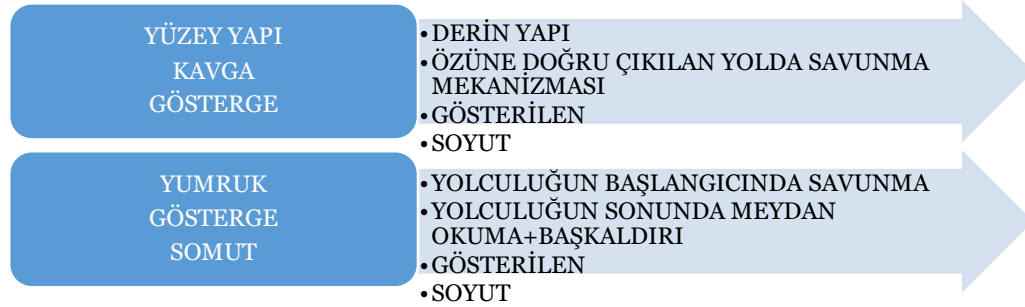 YÜZEY YAPI
KAVGA
GÖSTERGE
•DERİN YAPI
•ÖZÜNE DOĞRU ÇIKILAN YOLDA SAVUNMA
MEKANİZMASI
•GÖSTERİLEN
•SOYUT
YUMRUK
GÖSTERGE
SOMUT
•YOLCULUĞUN BAŞLANGICINDA SAVUNMA
•YOLCULUĞUN SONUNDA MEYDAN
OKUMA+BAŞKALDIRI
•GÖSTERİLEN
•SOYUT